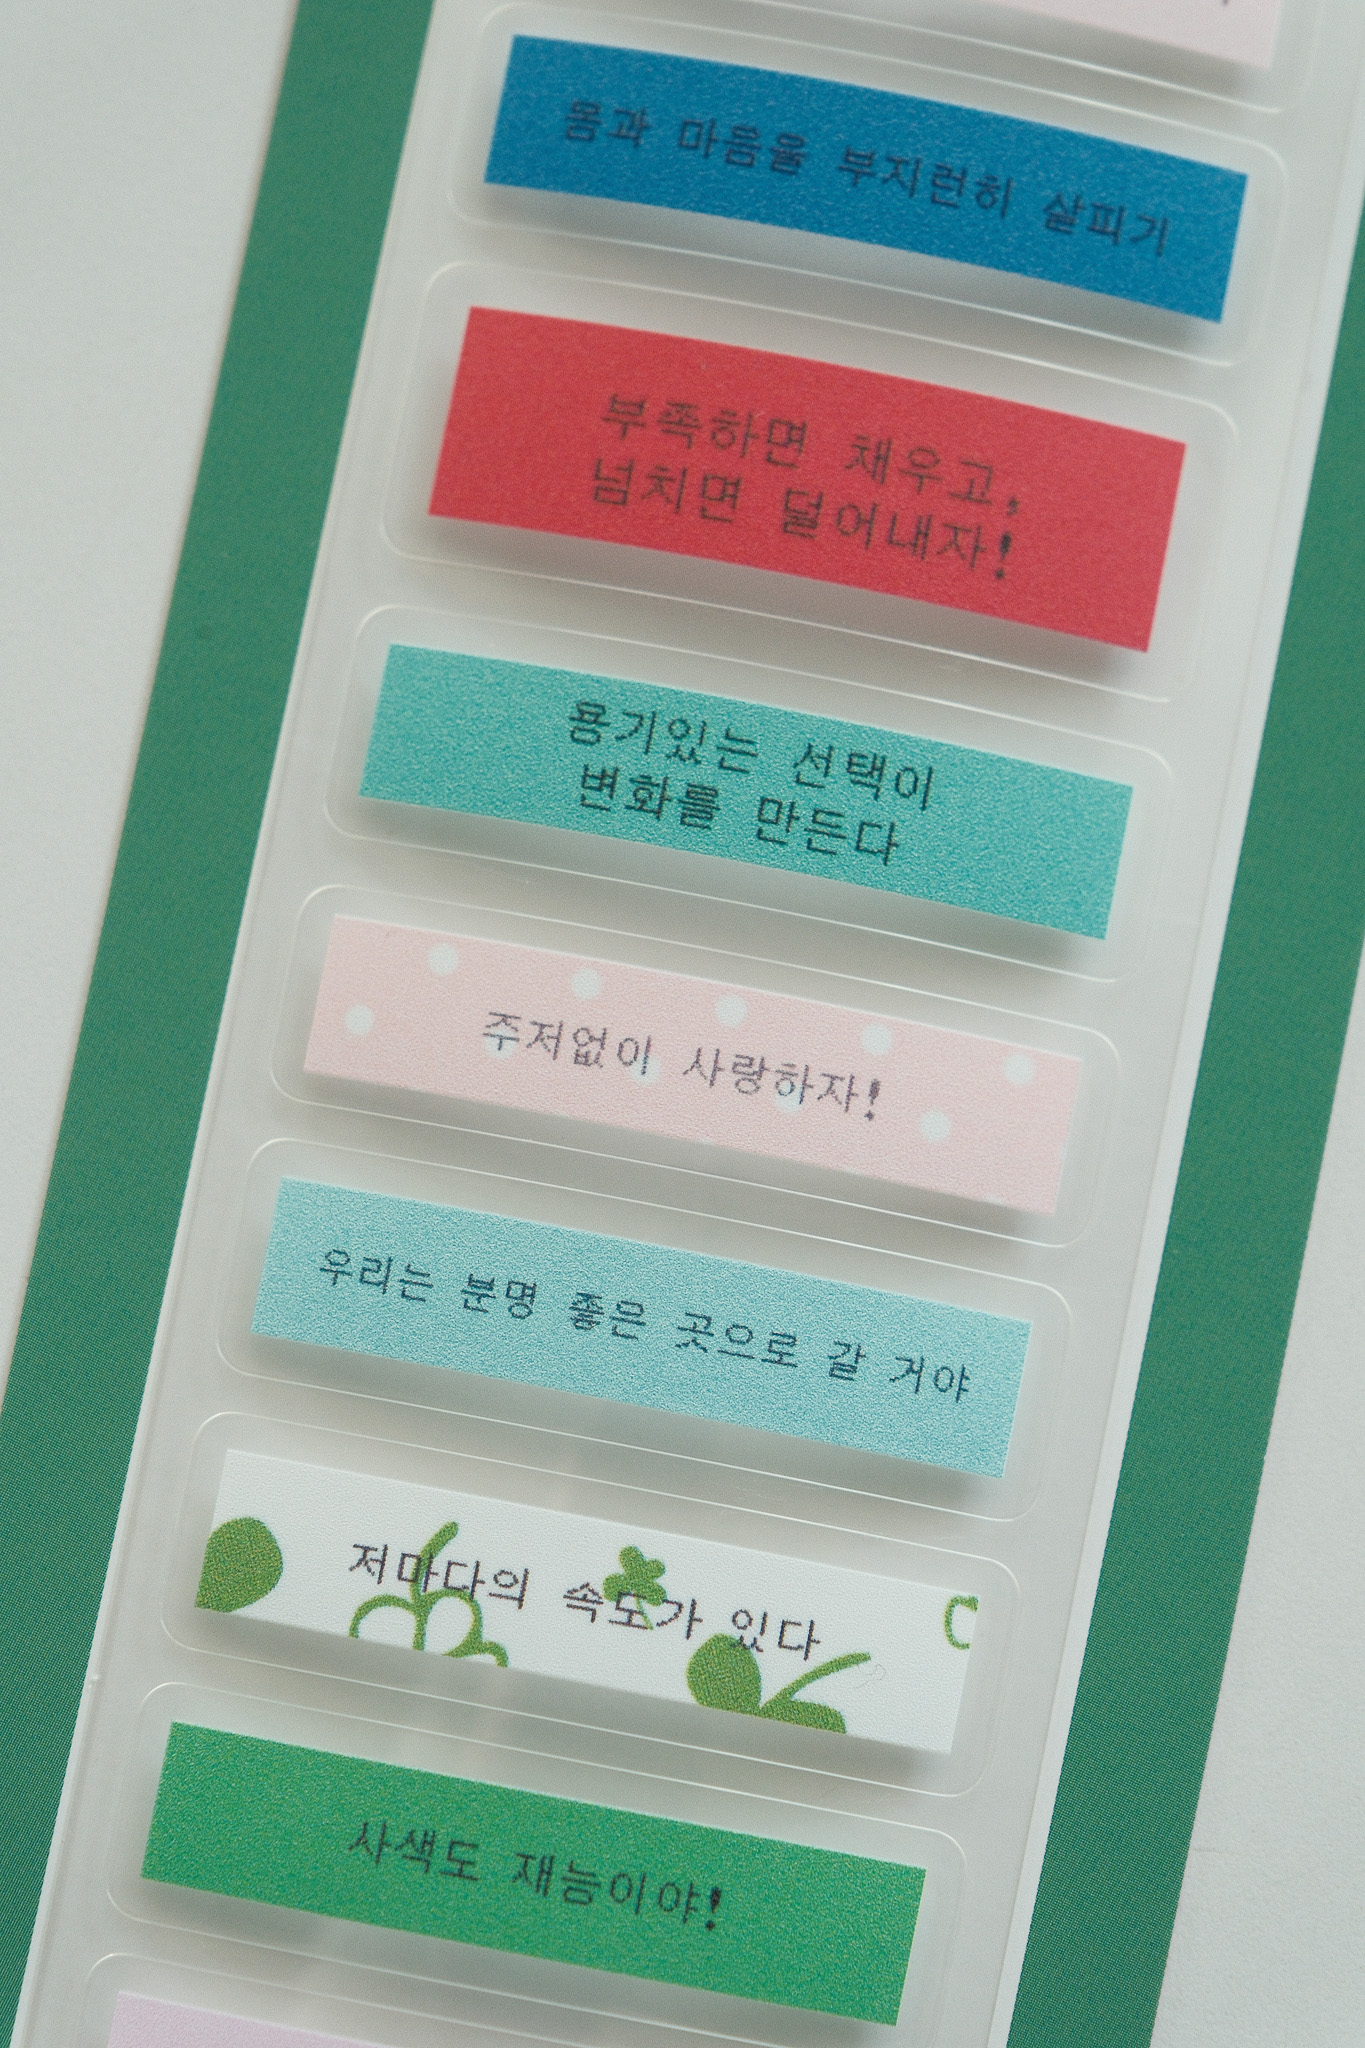 몸과 마음을 부지런히 살피기
부족하면 채우고,
넘치면 덜어내자!
용기있는 선택이
변화를 만든다
주저없이 사랑하자!
우리는 분명 좋은 곳으로 갈 거야
저마다의 속도가 있다
사색도 재능이야!